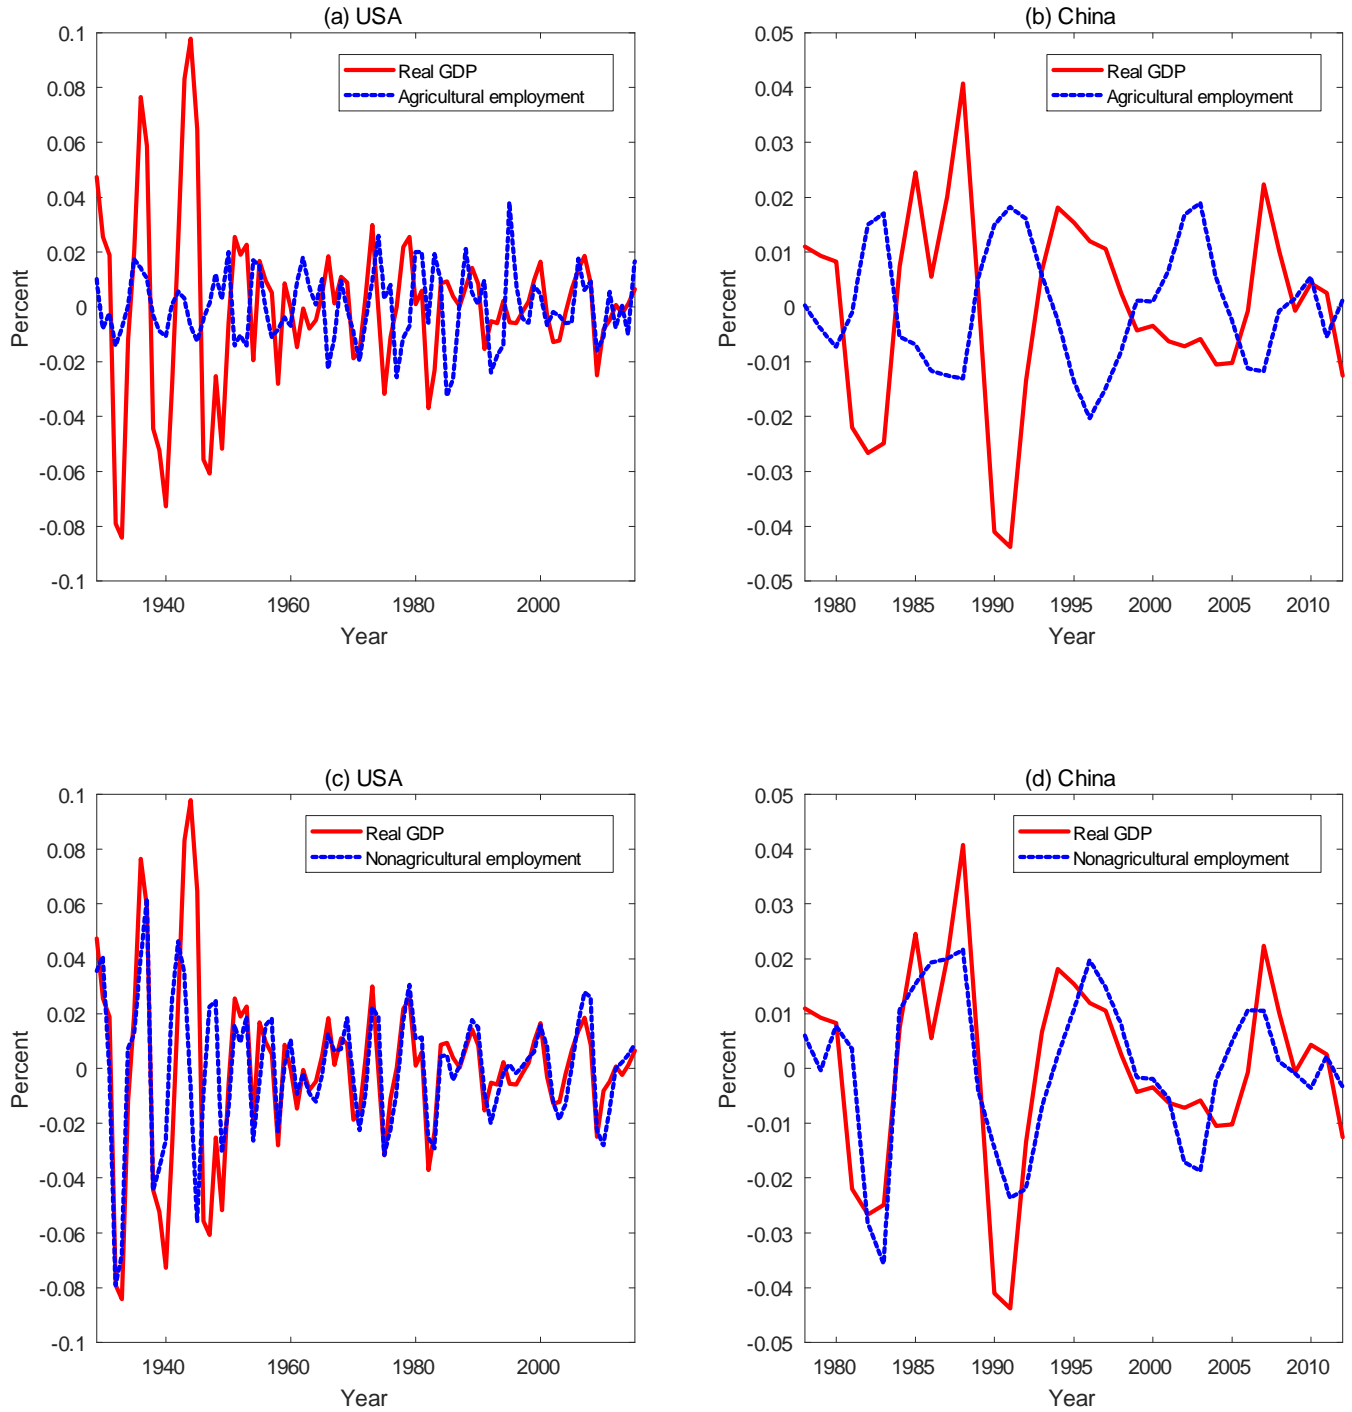 (a) USA
0.1
0.08
0.06
0.04
0.02
0
-0.02
-0.04
-0.06
-0.08
-0.1
Percent
Real GDP
Agricultural employment
1940 1960 1980 2000
Year
(b) China
0.05
0.04
0.03
0.02
0.01
0
-0.01
-0.02
-0.03
-0.04
-0.05
Percent
Real GDP
Agricultural employment
1980 1985 1990 1995 2000 2005 2010
Year
(c) USA
0.1
0.08
0.06
0.04
0.02
0
-0.02
-0.04
-0.06
-0.08
-0.1
Percent
Real GDP
Nonagricultural employment
1940 1960 1980 2000
Year
(d) China
0.05
0.04
0.03
0.02
0.01
0
-0.01
-0.02
-0.03
-0.04
-0.05
Percent
Real GDP
Nonagricultural employment
1980 1985 1990 1995 2000 2005 2010
Year